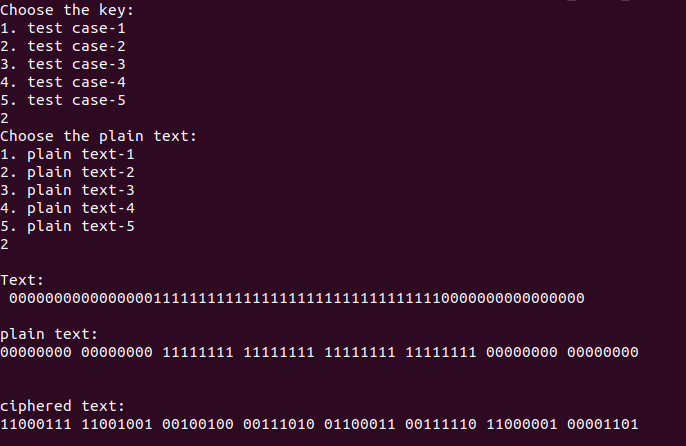 Choose the key:
1. test case-1
2. test case-2
3. test case-3
4. test case-4
5. test case-5
2
Choose the plain text:
1. plain text-1
2. plain text-2
3. plain text-3
4. plain text-4
5. plain text-5
2
Text:
0000000000000000111111111111111111111111111111110000000000000000
plain text:
00000000 00000000 11111111 11111111 11111111 11111111 00000000 00000000
ciphered text:
11000111 11001001 00100100 00111010 01100011 00111110 11000001 00001101